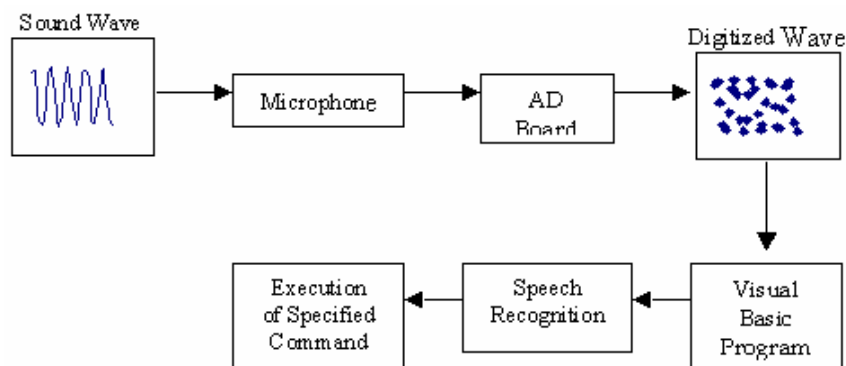 Sound Wave
Digitized Wave
Microphone
AD
Board
Execution
of Specified
Command
Speech
Recognition
Visual
Basic
Program